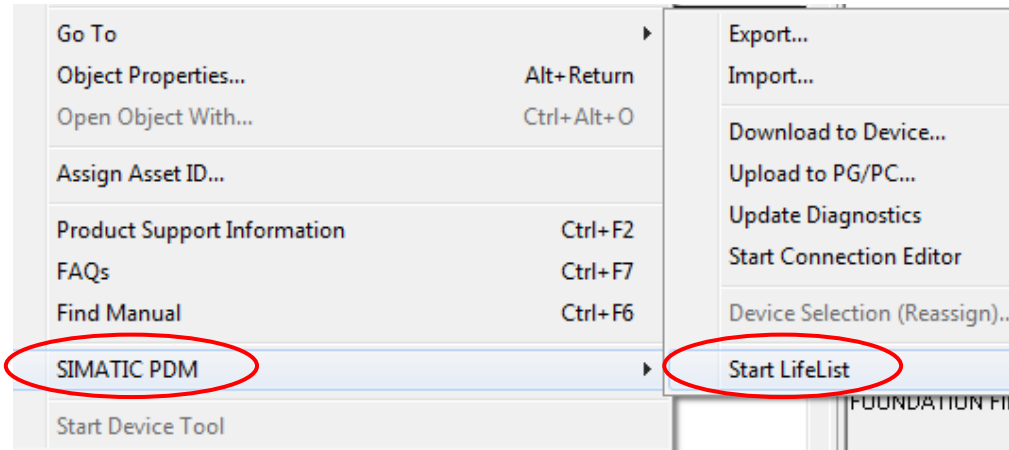 Go To
Object Properties... Alt+Return
Open Object With... Ctrl+Alt+O
Assign Asset ID...
Product Support Information Ctrl+F2
FAQs Ctrl+F7
Find Manual Ctrl+F6
SIMATIC PDM
Start Device Tool
Export...
Import...
Download to Device...
Upload to PG/PC...
Update Diagnostics
Start Connection Editor
Device Selection (Reassign)..
Start LifeList
FOUNDATION